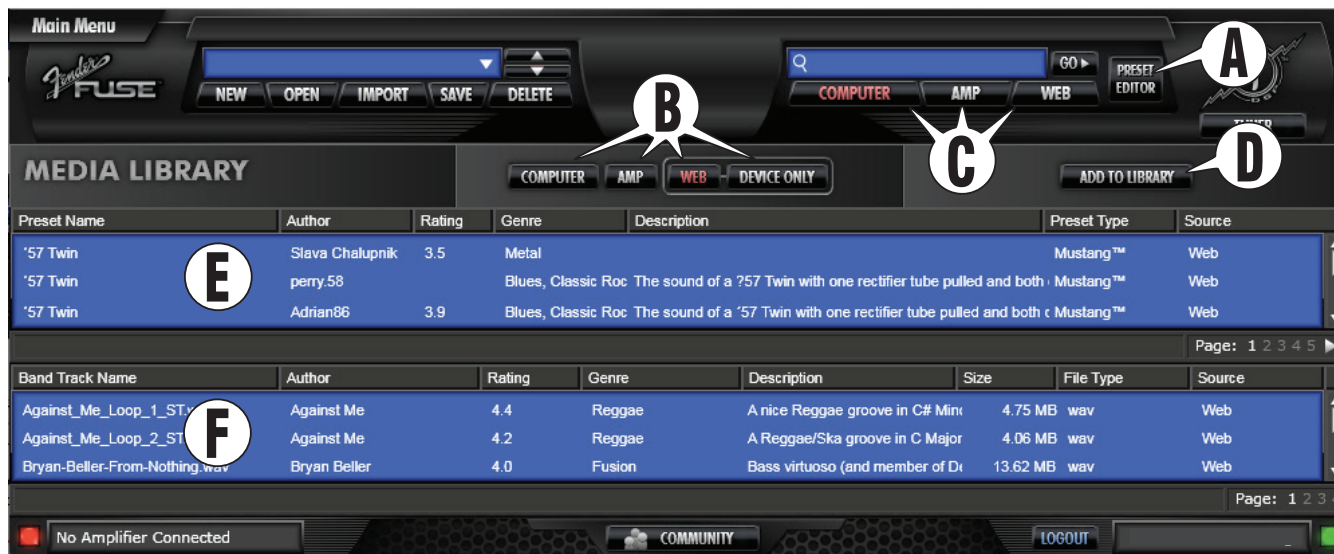 Main Menu
A
Fender
FUSE
GO
PRESET EDITOR
NEW OPEN IMPORT SAVE DELETE
COMPUTER AMP WEB
B
C
D
MEDIA LIBRARY
COMPUTER AMP WEB DEVICE ONLY
ADD TO LIBRARY
TUNER
Preset Name Author Rating Genre Description Preset Type Source
'57 Twin Slava Chalupnik 3.5 Metal Mustang™ Web
'57 Twin perry.58 Blues, Classic Roc The sound of a ?57 Twin with one rectifier tube pulled and both Mustang™ Web
'57 Twin Adrian86 3.9 Blues, Classic Roc The sound of a ´57 Twin with one rectifier tube pulled and both c Mustang™ Web
E
Page: 1 2 3 4 5
Band Track Name Author Rating Genre Description Size File Type Source
Against_Me_Loop_1_ST Against Me 4.4 Reggae A nice Reggae groove in C# Mino 4.75 MB wav Web
Against_Me_Loop_2_ST Against Me 4.2 Reggae A Reggae/Ska groove in C Major 4.06 MB wav Web
Bryan-Beller-From-Nothing.wav Bryan Beller 4.0 Fusion Bass virtuoso (and member of De 13.62 MB wav Web
F
Page: 1 2 3
No Amplifier Connected COMMUNITY LOGOUT